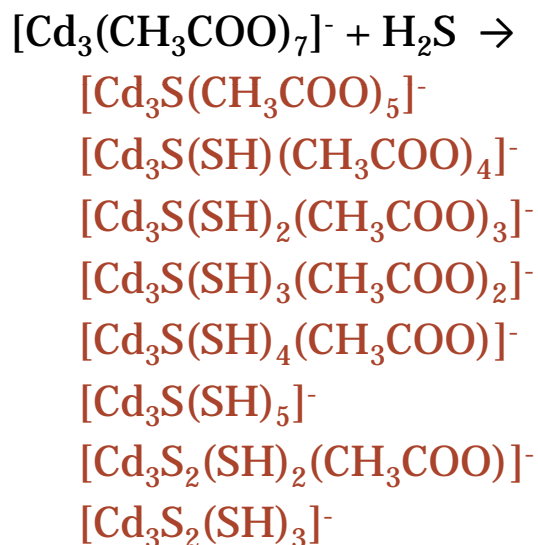 [Cd₃(CH₃COO)₇]⁻ + H₂S →
[Cd₃S(CH₃COO)₅]⁻
[Cd₃S(SH)(CH₃COO)₄]⁻
[Cd₃S(SH)₂(CH₃COO)₃]⁻
[Cd₃S(SH)₃(CH₃COO)₂]⁻
[Cd₃S(SH)₄(CH₃COO)]⁻
[Cd₃S(SH)₅]⁻
[Cd₃S₂(SH)₂(CH₃COO)]⁻
[Cd₃S₂(SH)₃]⁻